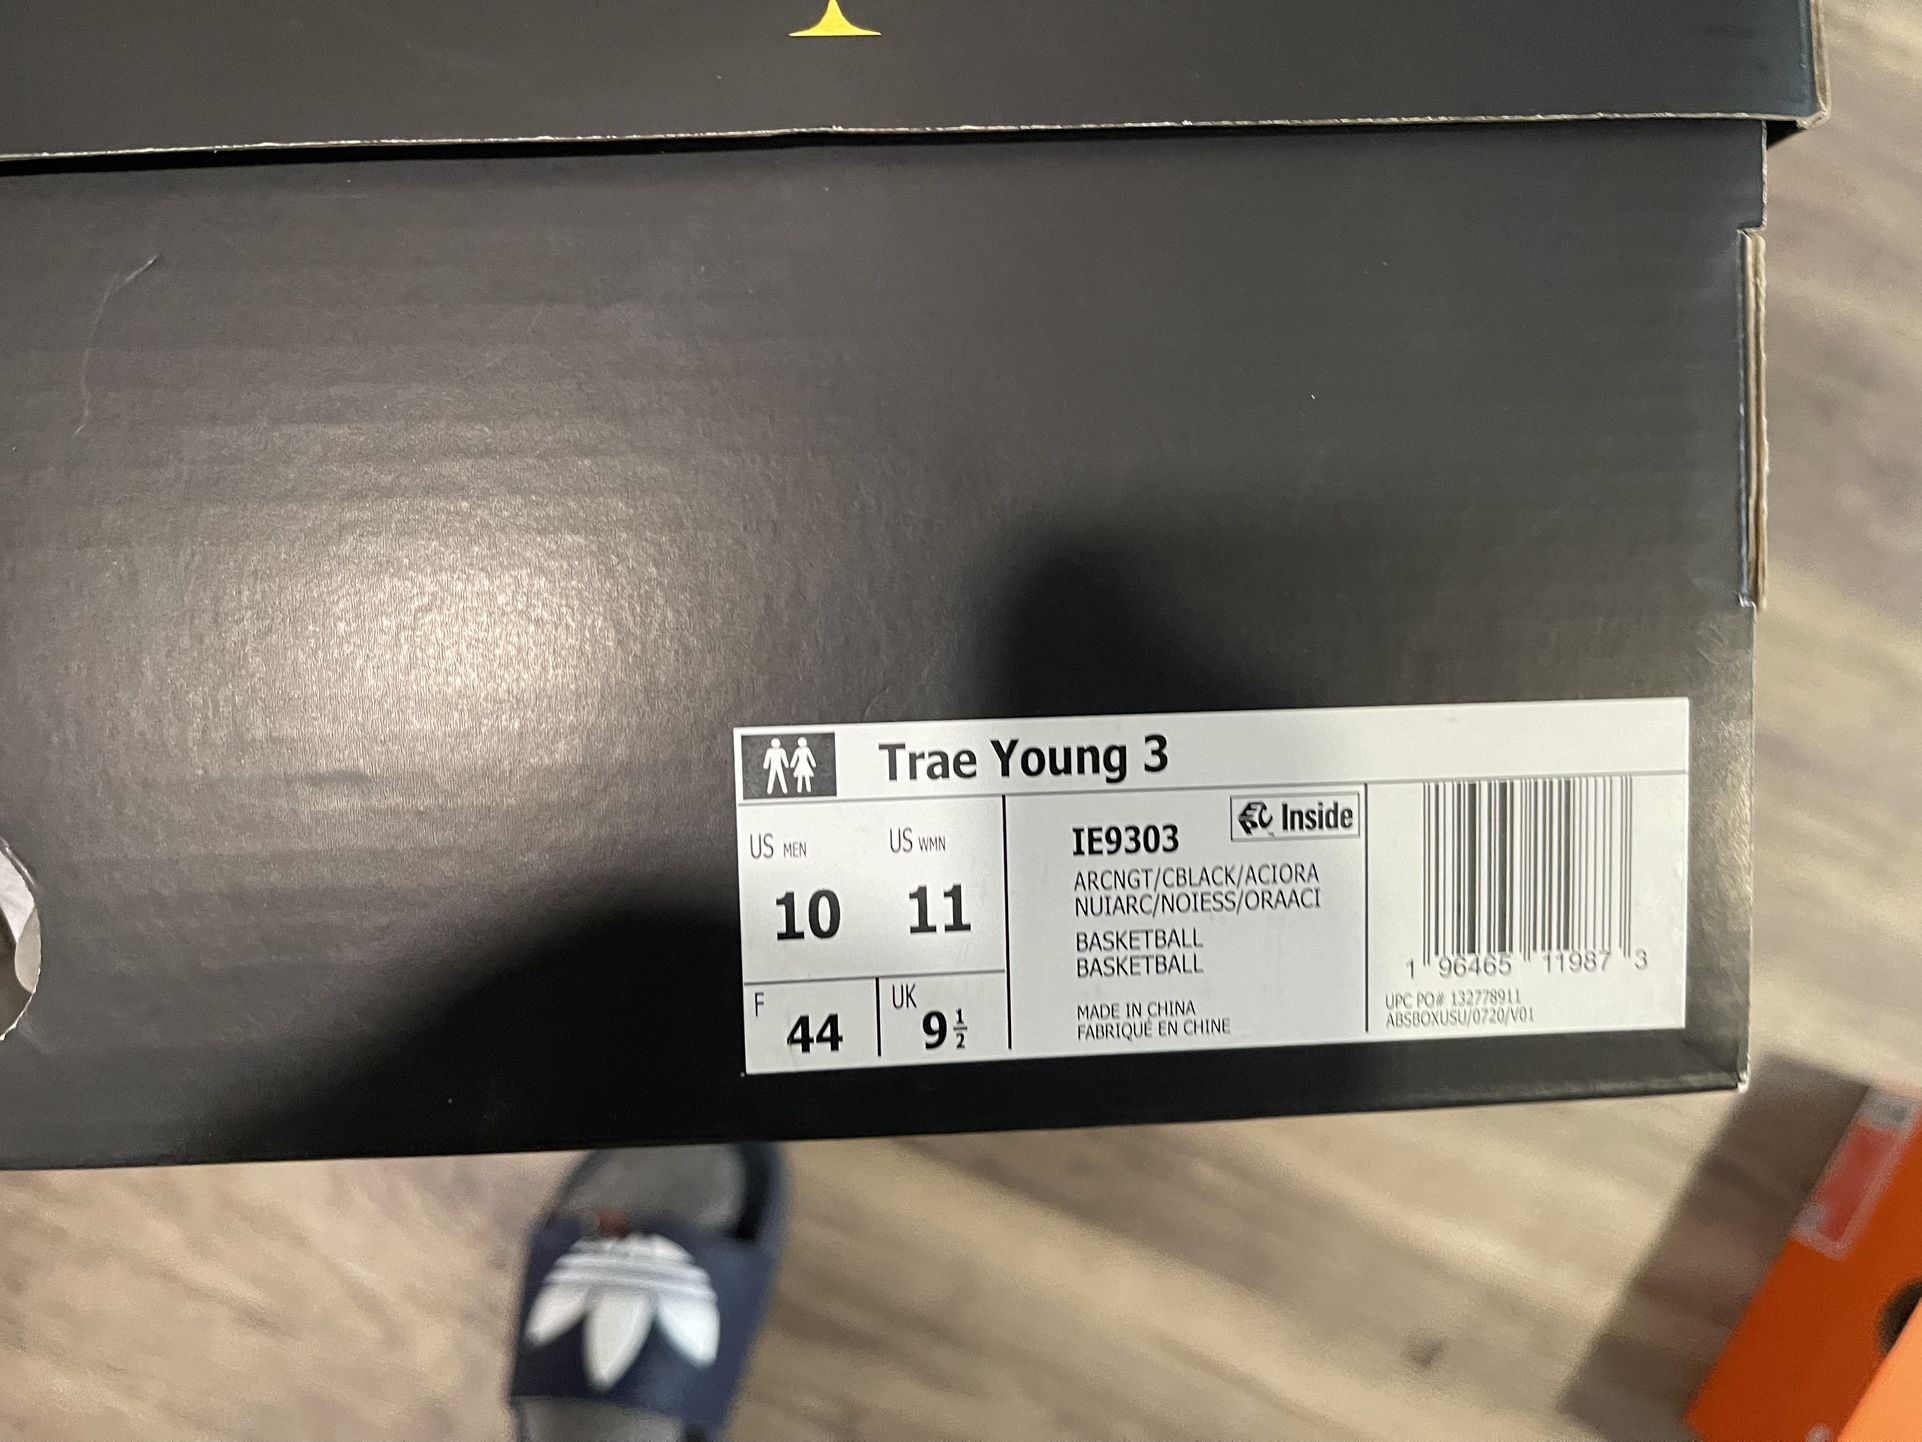 Trae Young 3
US MEN
10
US WMN
11
F
44
UK
9 1/2
IE9303
Inside
ARCNGT/CBLACK/ACIORA
NUIARC/NOIESS/ORAACI
BASKETBALL
BASKETBALL
MADE IN CHINA
FABRIQUÉ EN CHINE
1 96465 11987 3
UPC PO# 132778911
ABSBOXUSU/0720/V01